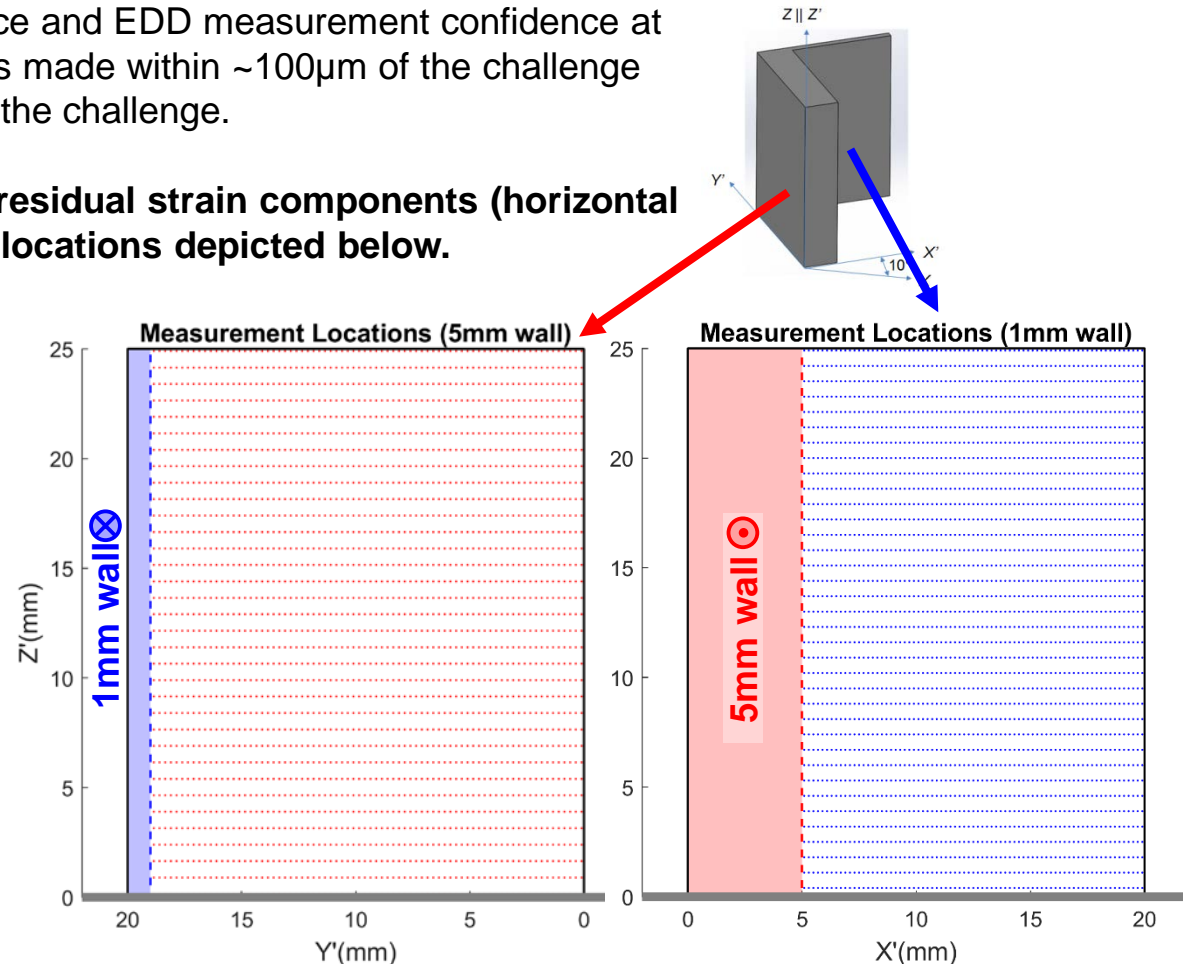 ce and EDD measurement confidence at
s made within ~100µm of the challenge
the challenge.
residual strain components (horizontal
locations depicted below.
Z || Z'
Y'
X'
10
Measurement Locations (5mm wall)
25
20
15
10
5
0
Z'(mm)
1mm wall
20
15
10
5
0
Y'(mm)
Measurement Locations (1mm wall)
25
20
15
10
5
0
5mm wall
0
5
10
15
20
X'(mm)